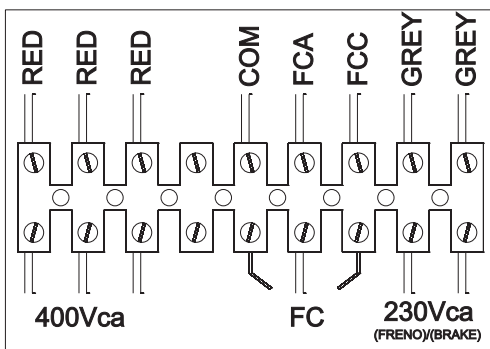 RED RED RED COM FCA FCC GREY GREY
400Vca FC 230Vca
(FRENO)/(BRAKE)